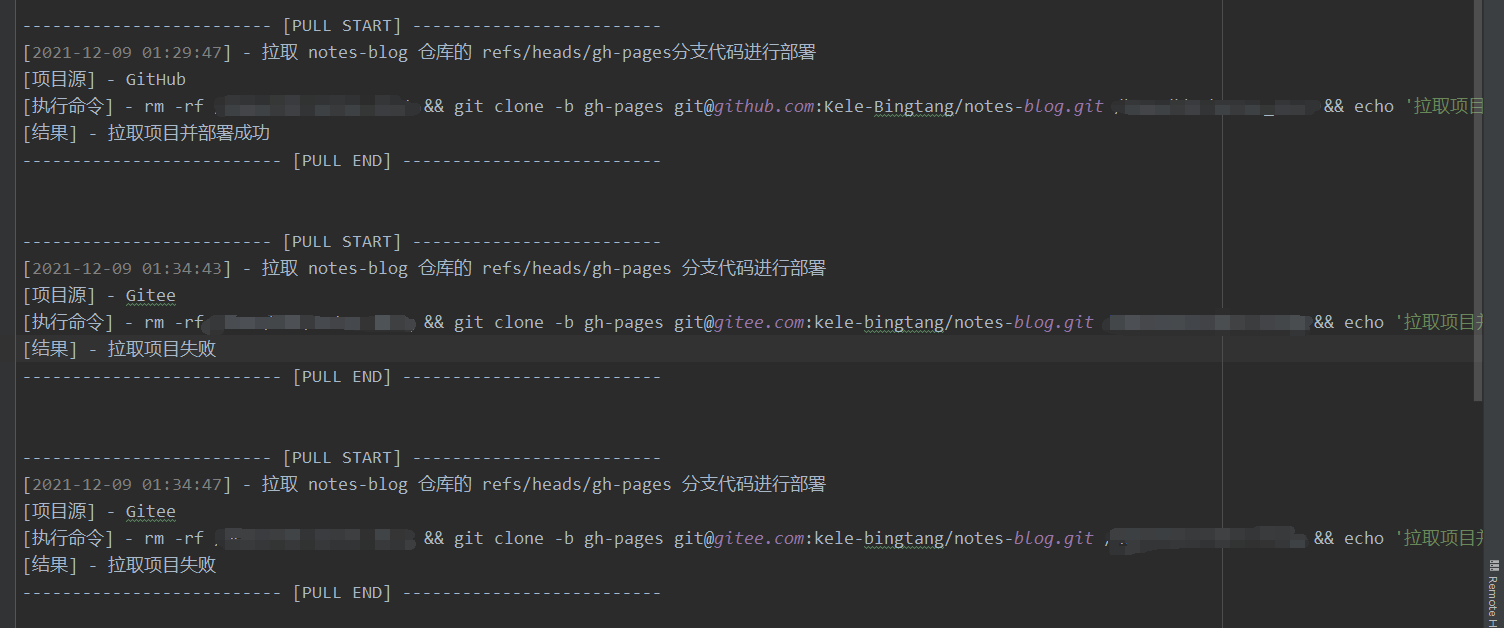 ------------------------- [PULL START] -------------------------
[2021-12-09 01:29:47] - 拉取 notes-blog 仓库的 refs/heads/gh-pages分支代码进行部署
[项目源] - GitHub
[执行命令] - rm -rf && git clone -b gh-pages git@github.com:Kele-Bingtang/notes-blog.git && echo '拉取项目
[结果] - 拉取项目并部署成功
-------------------------- [PULL END] --------------------------
------------------------- [PULL START] -------------------------
[2021-12-09 01:34:43] - 拉取 notes-blog 仓库的 refs/heads/gh-pages 分支代码进行部署
[项目源] - Gitee
[执行命令] - rm -rf && git clone -b gh-pages git@gitee.com:kele-bingtang/notes-blog.git && echo '拉取项目并
[结果] - 拉取项目失败
-------------------------- [PULL END] --------------------------
------------------------- [PULL START] -------------------------
[2021-12-09 01:34:47] - 拉取 notes-blog 仓库的 refs/heads/gh-pages 分支代码进行部署
[项目源] - Gitee
[执行命令] - rm -rf && git clone -b gh-pages git@gitee.com:kele-bingtang/notes-blog.git && echo '拉取项目并
[结果] - 拉取项目失败
-------------------------- [PULL END] --------------------------
Remote H